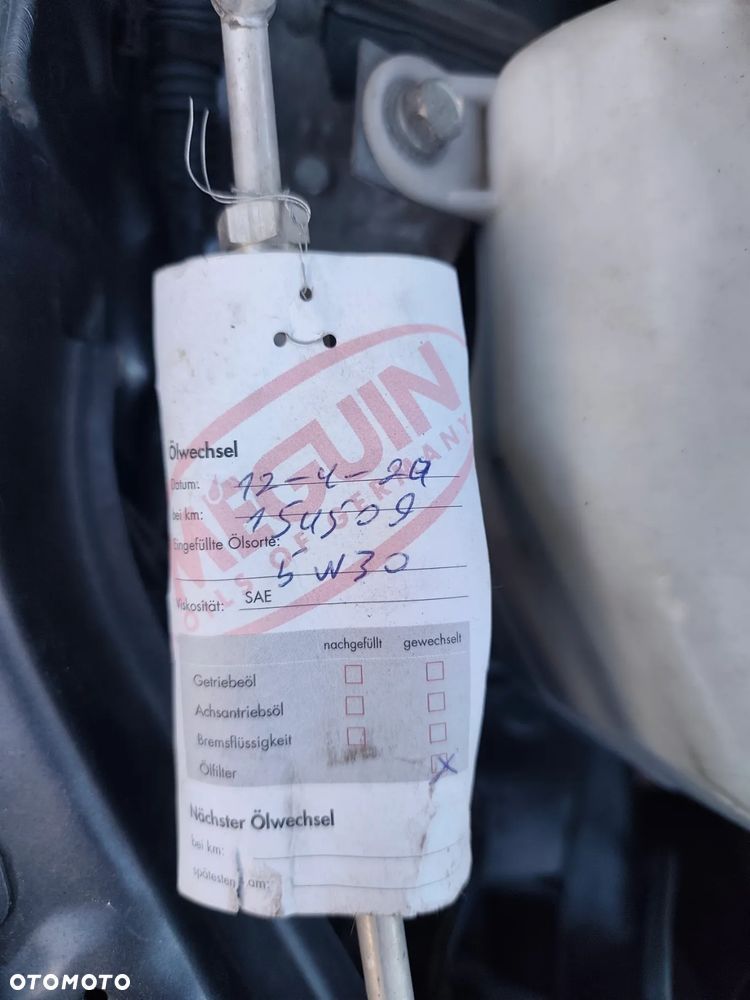 MEGUIN
OILS OF GERMANY
Ölwechsel
Datum: 12-4-24
bei km: 154509
Eingefüllte Ölsorte:
5W30
Viskosität: SAE
nachgefüllt gewechselt
Getriebeöl
Achsantriebsöl
Bremsflüssigkeit
Ölfilter X
Nächster Ölwechsel
bei km:
spätestens am:
OTOMOTO